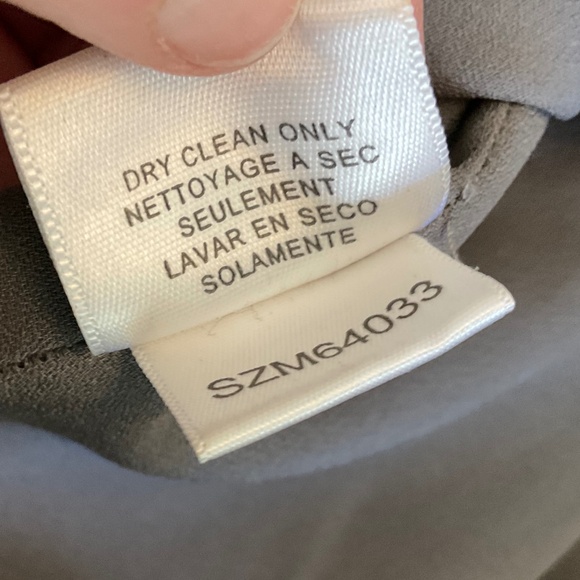 DRY CLEAN ONLY
NETTOYAGE A SEC
SEULEMENT
LAVAR EN SECO
SOLAMENTE
SZM64033